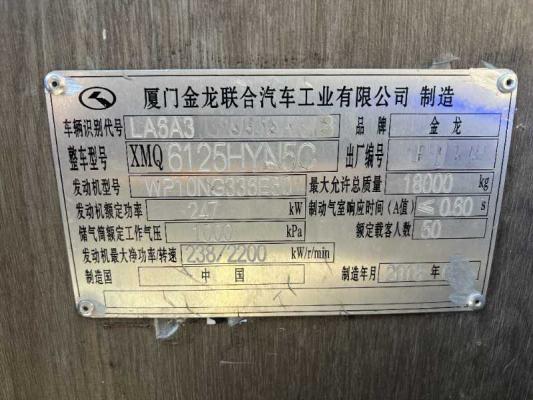 厦门金龙联合汽车工业有限公司 制造
车辆识别代号 LA6A3 品牌 金龙
整车型号 XMQ6125HYN5C 出厂编号
发动机型号 WP10NG336E50 最大允许总质量 18000 kg
发动机额定功率 247 kW 制动气室响应时间(A值) ≤0.60 s
储气筒额定工作气压 1000 kPa 额定载客人数 50
发动机最大净功率/转速 238/2200 kW/r/min
制造国 中国 制造年月 年